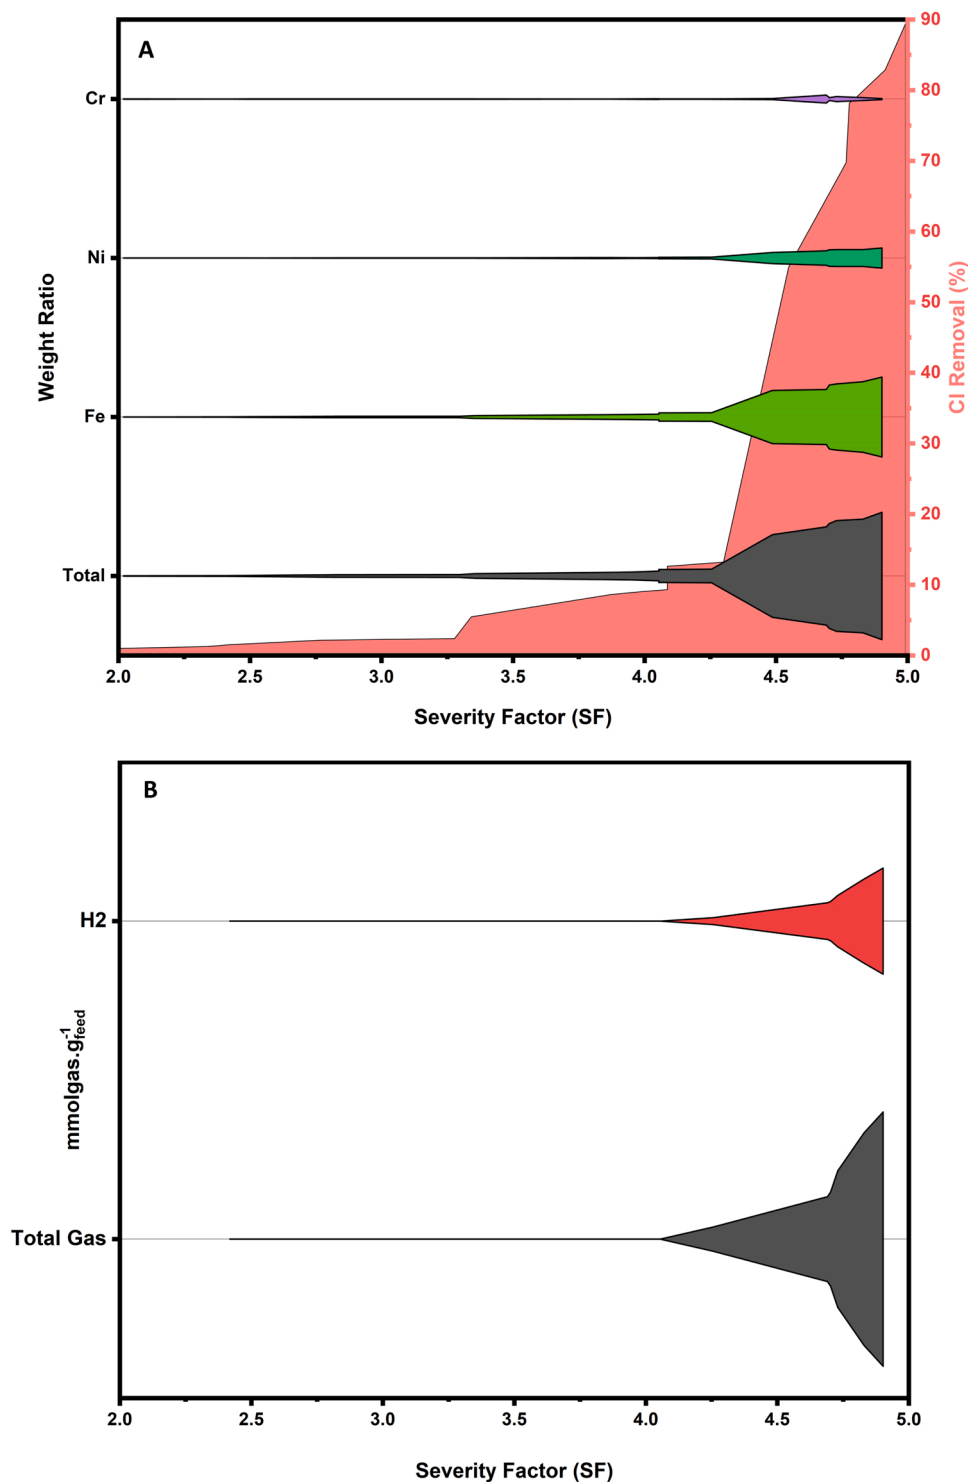 A
Cr
Ni
Fe
Total
Weight Ratio
90
80
70
60
50
40
30
20
10
0
Cl Removal (%)
2.0 2.5 3.0 3.5 4.0 4.5 5.0
Severity Factor (SF)
B
H2
Total Gas
mmolgas.g-1feed
2.0 2.5 3.0 3.5 4.0 4.5 5.0
Severity Factor (SF)